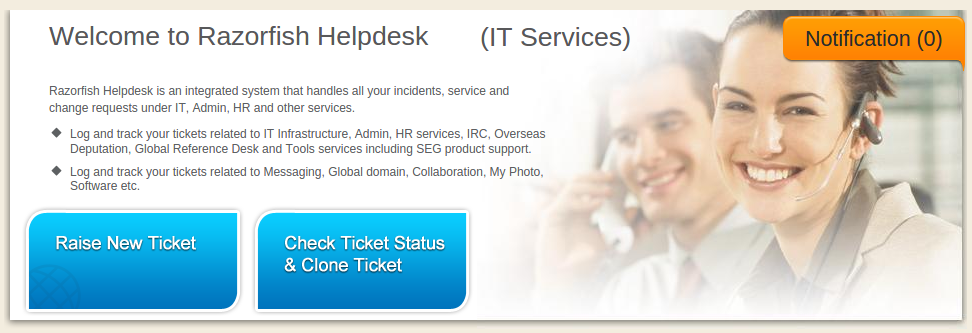 Welcome to Razorfish Helpdesk (IT Services)
Notification (0)
Razorfish Helpdesk is an integrated system that handles all your incidents, service and
change requests under IT, Admin, HR and other services.
Log and track your tickets related to IT Infrastructure, Admin, HR services, IRC, Overseas
Deputation, Global Reference Desk and Tools services including SEG product support.
Log and track your tickets related to Messaging, Global domain, Collaboration, My Photo,
Software etc.
Raise New Ticket
Check Ticket Status
& Clone Ticket